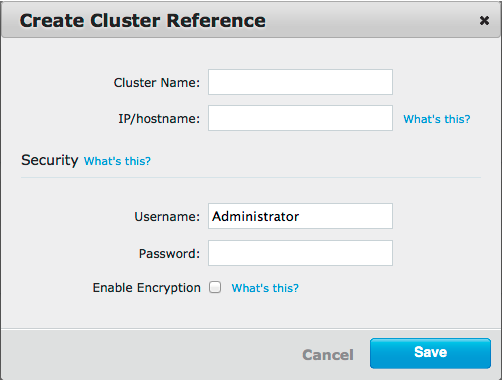 Create Cluster Reference
Cluster Name:
IP/hostname: What's this?
Security What's this?
Username: Administrator
Password:
Enable Encryption What's this?
Cancel Save